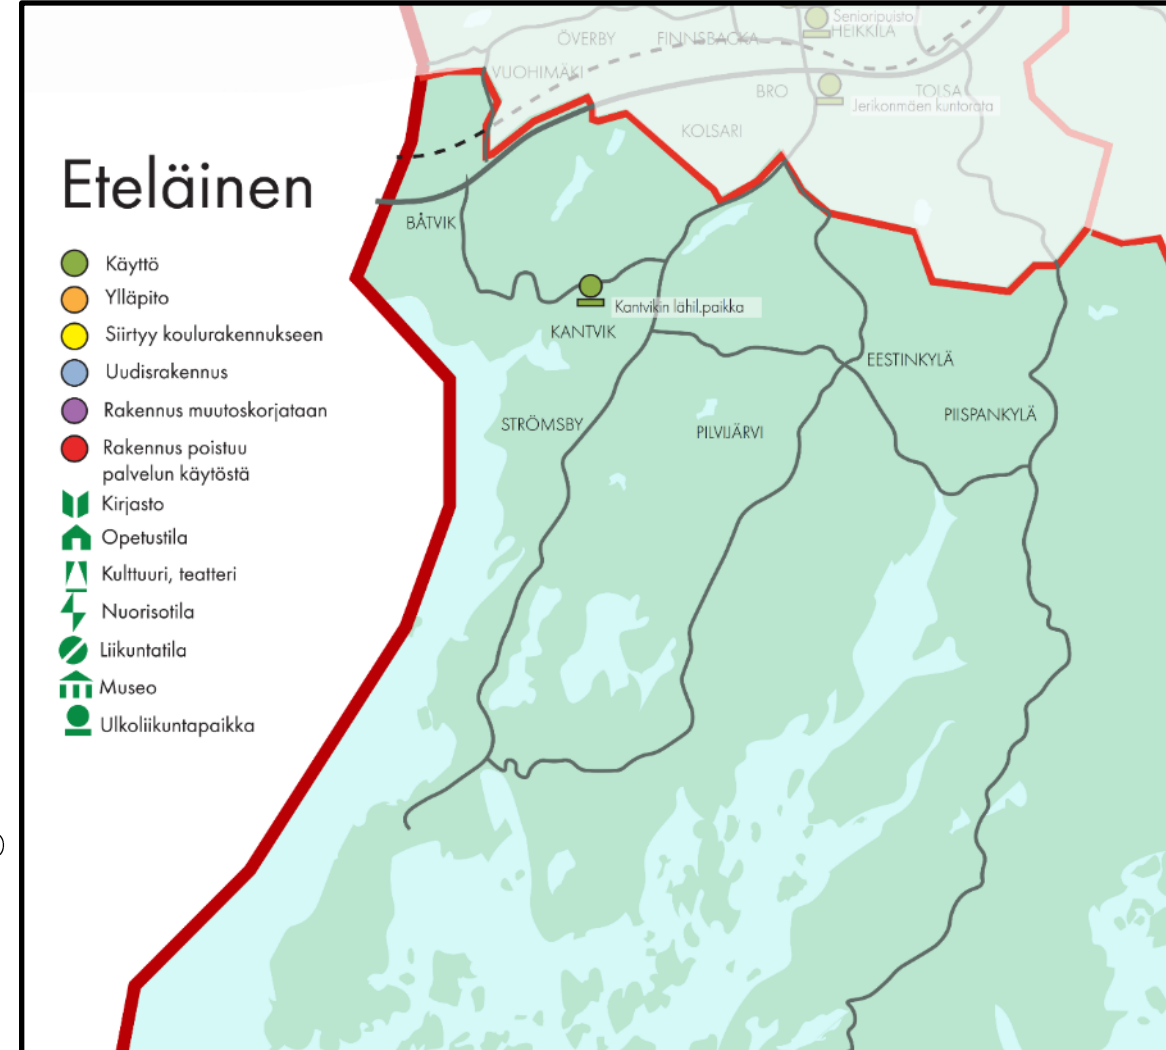 Senioripuisto
HEIKKILÄ
ÖVERBY
FINNSBACKA
VUOHIMÄKI
BRO
TOLSA
Jerikonmäen kuntorata
KOLSARI
Eteläinen
BÅTVIK
Käyttö
Ylläpito
Siirtyy koulurakennukseen
Uudisrakennus
Rakennus muutoskorjataan
Rakennus poistuu
palvelun käytöstä
Kirjasto
Opetustila
Kulttuuri, teatteri
Nuorisotila
Liikuntatila
Museo
Ulkoliikuntapaikka
Kantvikin lähil.paikka
KANTVIK
EESTINKYLÄ
STRÖMSBY
PILVIJÄRVI
PIISPANKYLÄ